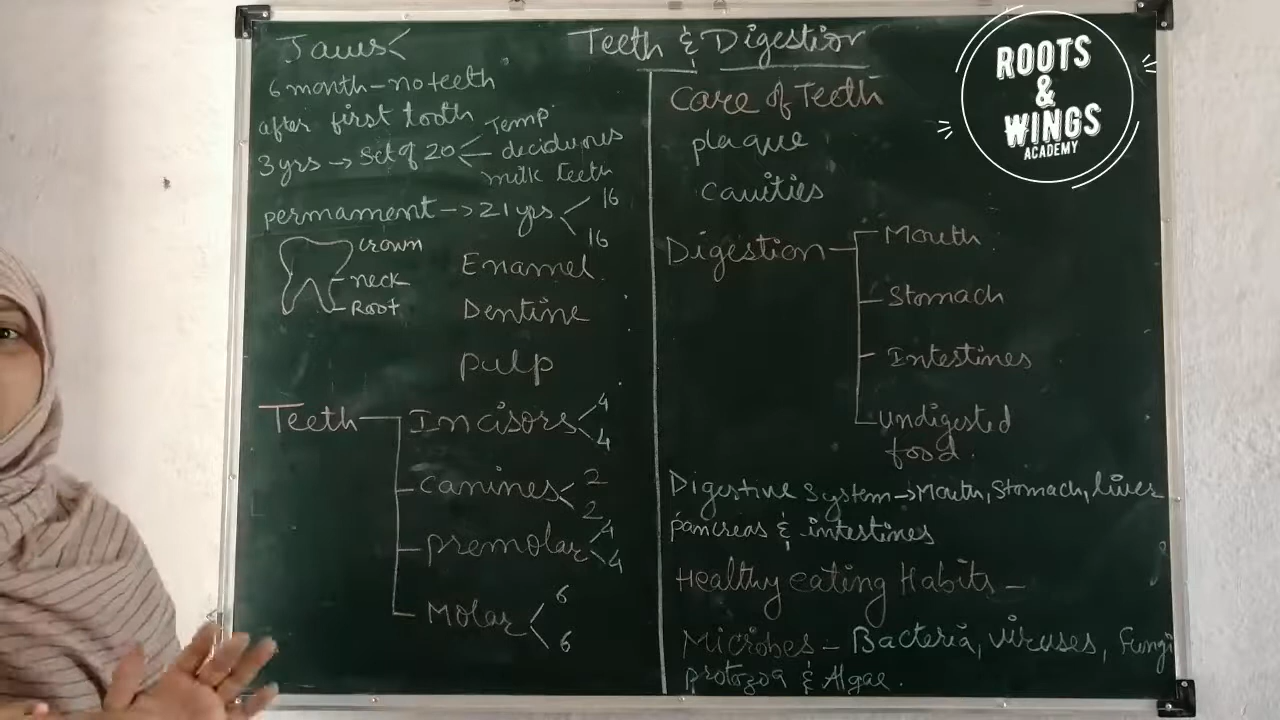 Teeth & Digestion
Jaws <
6 month - no teeth
after first tooth
3 yrs → Set of 20
Temp
deciduous
milk teeth
permament → 21 yrs
16
16
crown
neck
Root
Enamel
Dentine
pulp
Teeth
Incisors
4
4
canines
2
2
premolar
4
4
Molar
6
6
Care of Teeth
plaque
cavities
Digestion
Mouth
Stomach
Intestines
undigested
food.
Digestive System → Mouth, Stomach, liver
pancreas & intestines
Healthy eating Habits -
Microbes - Bacteria, viruses, Fungi
protozoa & Algae.
ROOTS
&
WINGS
ACADEMY